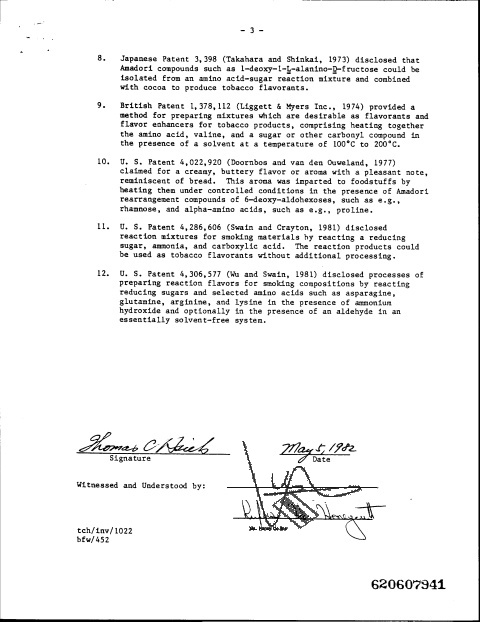 - 3 -
8. Japanese Patent 3,398 (Takahara and Shinkai, 1973) disclosed that
Amadori compounds such as 1-deoxy-1-L-alanino-D-fructose could be
isolated from an amino acid-sugar reaction mixture and combined
with cocoa to produce tobacco flavorants.
9. British Patent 1,378,112 (Liggett & Myers Inc., 1974) provided a
method for preparing mixtures which are desirable as flavorants and
flavor enhancers for tobacco products, comprising heating together
the amino acid, valine, and a sugar or other carbonyl compound in
the presence of a solvent at a temperature of 100°C to 200°C.
10. U. S. Patent 4,022,920 (Doornbos and van den Ouweland, 1977)
claimed for a creamy, buttery flavor or aroma with a pleasant note,
reminiscent of bread. This aroma was imparted to foodstuffs by
heating them under controlled conditions in the presence of Amadori
rearrangement compounds of 6-deoxy-aldohexoses, such as e.g.,
rhamnose, and alpha-amino acids, such as e.g., proline.
11. U. S. Patent 4,286,606 (Swain and Crayton, 1981) disclosed
reaction mixtures for smoking materials by reacting a reducing
sugar, ammonia, and carboxylic acid. The reaction products could
be used as tobacco flavorants without additional processing.
12. U. S. Patent 4,306,577 (Wu and Swain, 1981) disclosed processes of
preparing reaction flavors for smoking compositions by reacting
reducing sugars and selected amino acids such as asparagine,
glutamine, arginine, and lysine in the presence of ammonium
hydroxide and optionally in the presence of an aldehyde in an
essentially solvent-free system.
Thomas C Hsieh May 5, 1982
Signature Date
Witnessed and Understood by:
tch/inv/1022
bfw/452
620607941